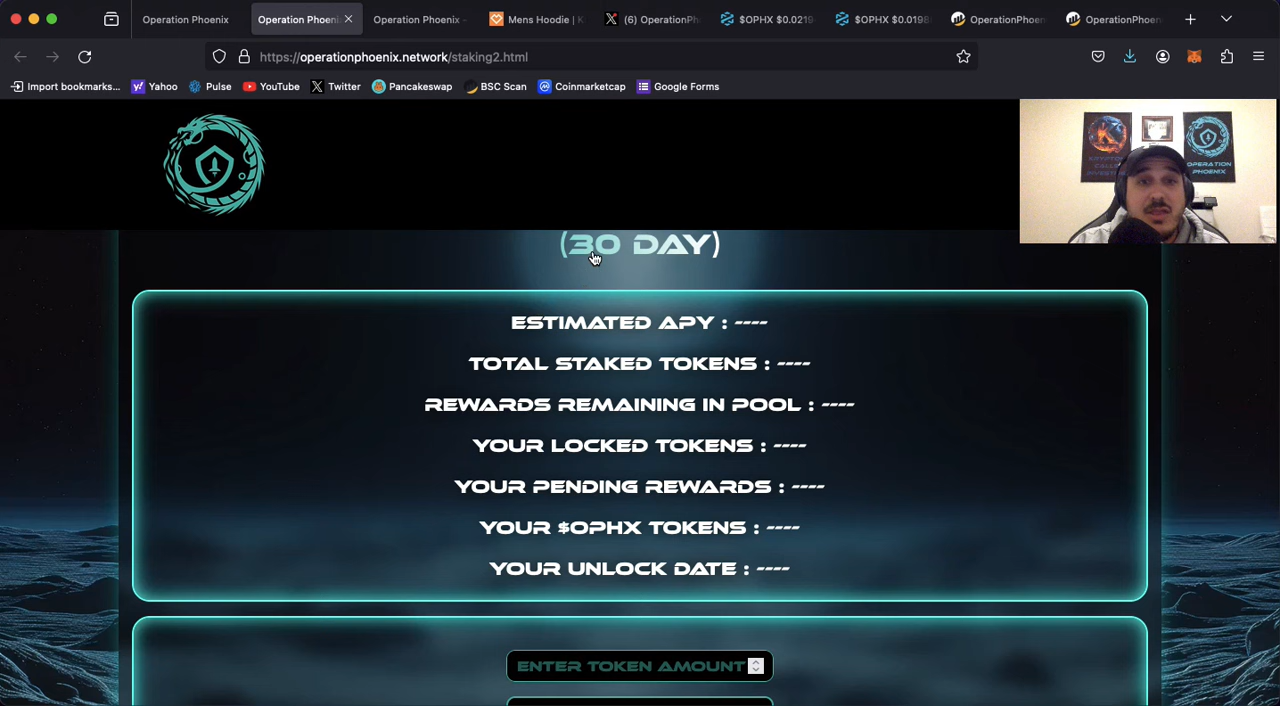 Operation Phoenix
Operation Phoeni
Operation Phoenix -
Mens Hoodie | K
(6) OperationPh
$OPHX $0.0219
$OPHX $0.0198
OperationPhoen
OperationPhoen
https://operationphoenix.network/staking2.html
Import bookmarks...
Yahoo
Pulse
YouTube
Twitter
Pancakeswap
BSC Scan
Coinmarketcap
Google Forms
OPERATION
PHOENIX
(30 DAY)
ESTIMATED APY : ----
TOTAL STAKED TOKENS : ----
REWARDS REMAINING IN POOL : ----
YOUR LOCKED TOKENS : ----
YOUR PENDING REWARDS : ----
YOUR $OPHX TOKENS : ----
YOUR UNLOCK DATE : ----
ENTER TOKEN AMOUNT